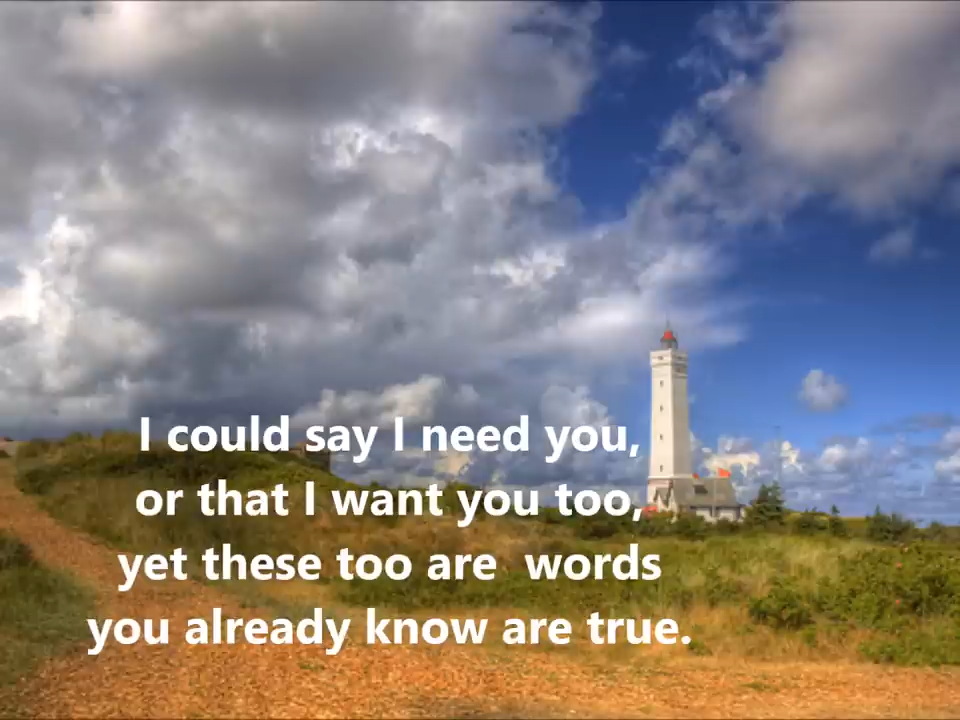 I could say I need you,
or that I want you too,
yet these too are  words
you already know are true.